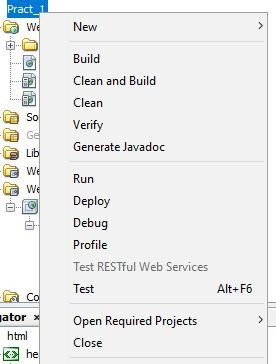 Pract_1
We
New
Build
Clean and Build
Clean
Verify
So
Ge
Generate Javadoc
Lib
We
We
Run
Deploy
Debug
Profile
Test RESTful Web Services
Test Alt+F6
Co
Open Required Projects
gator ×
Close
html
he